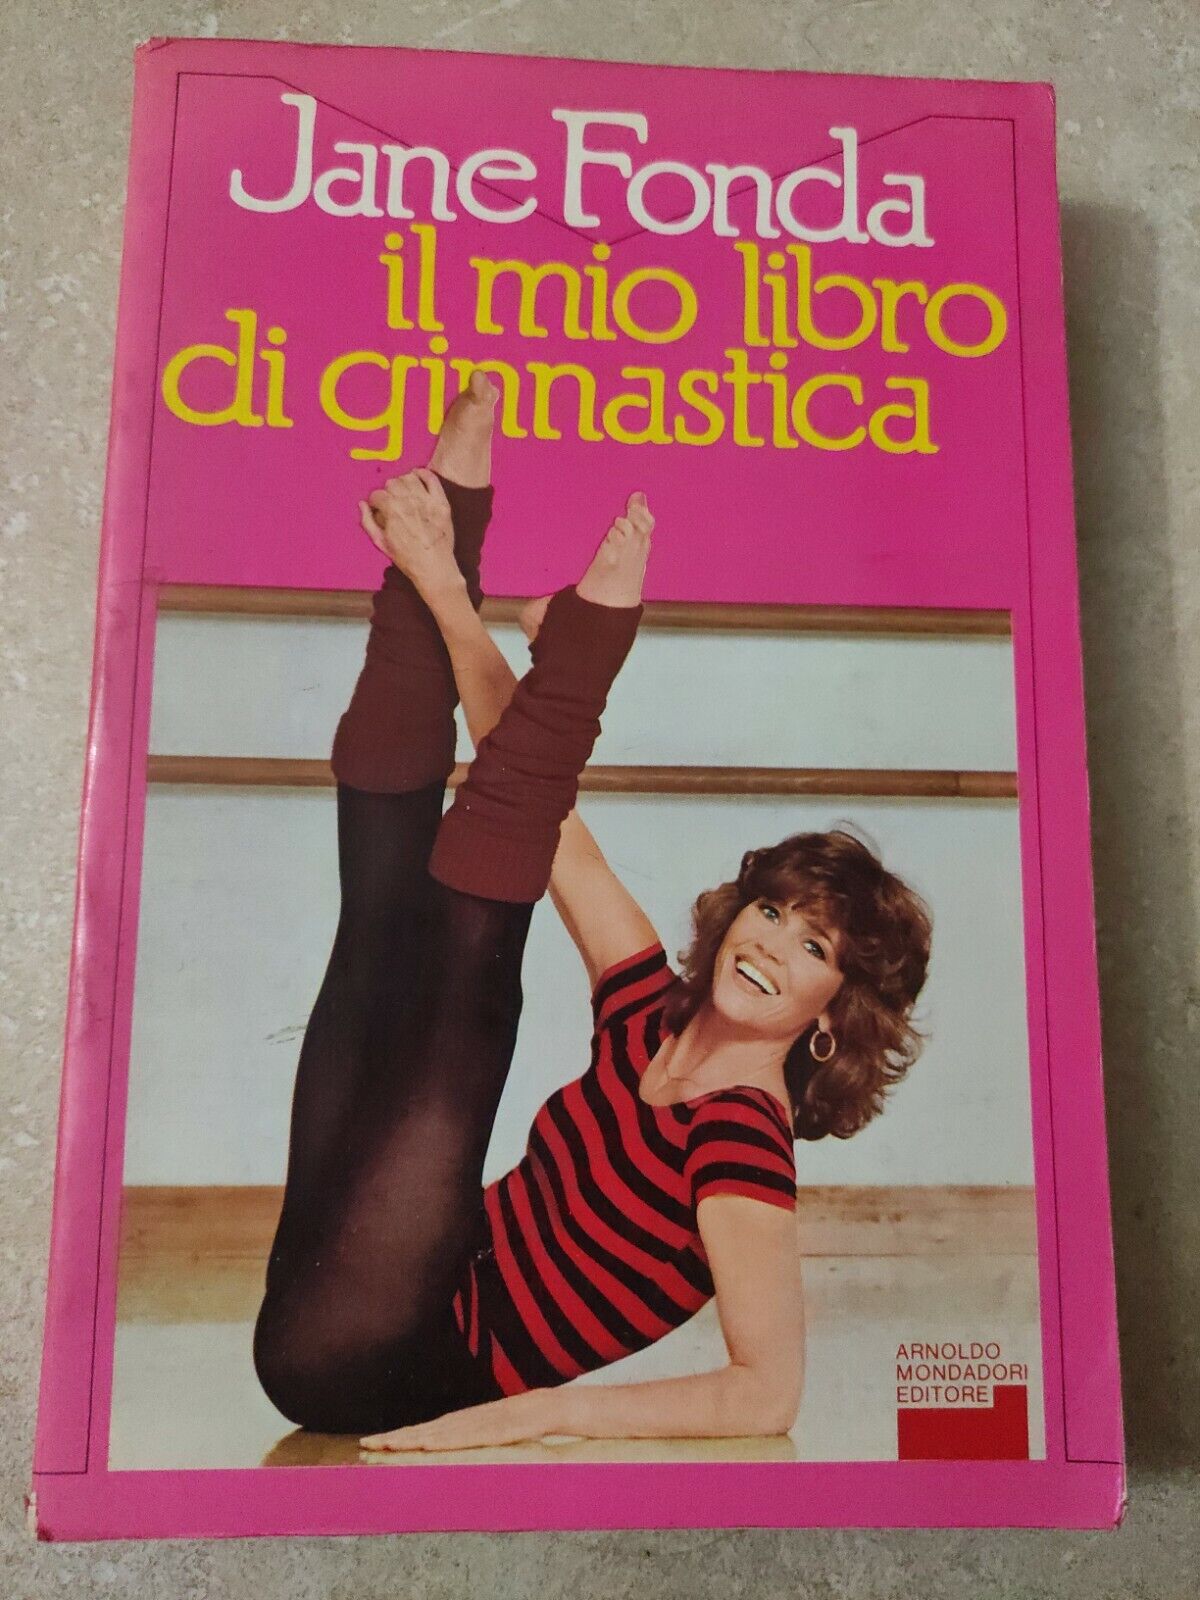 Jane Fonda
il mio libro
di ginnastica
ARNOLDO
MONDADORI
EDITORE